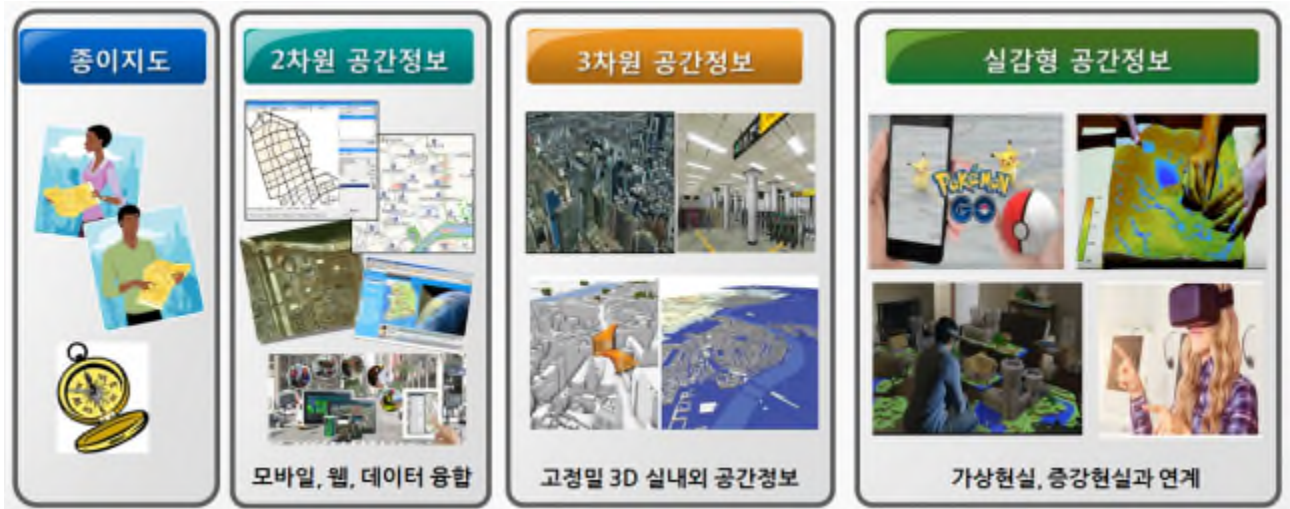 종이지도
2차원 공간정보
3차원 공간정보
실감형 공간정보
POKÉMON
GO
모바일, 웹, 데이터 융합
고정밀 3D 실내외 공간정보
가상현실, 증강현실과 연계